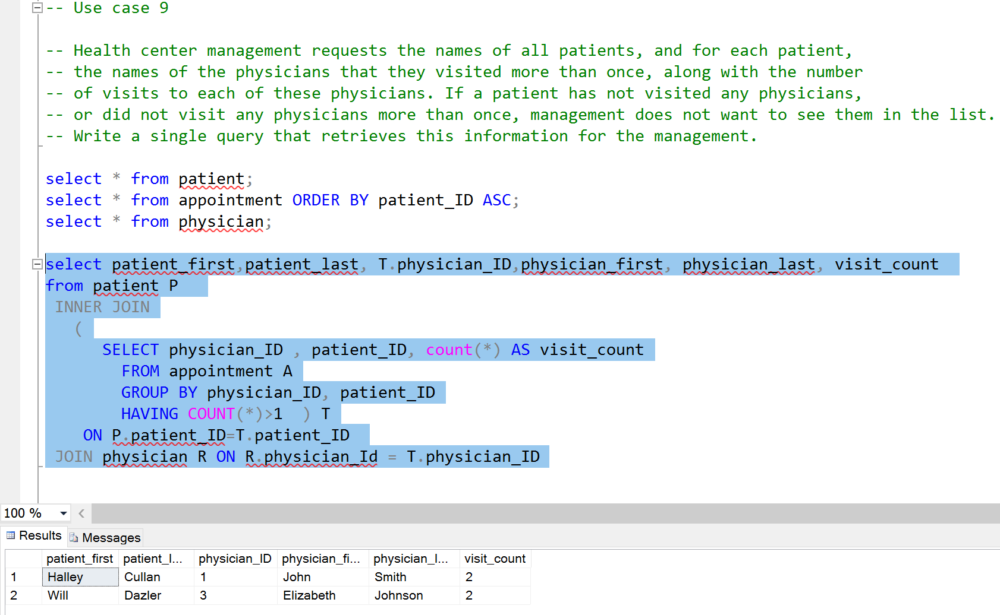 -- Use case 9
-- Health center management requests the names of all patients, and for each patient,
-- the names of the physicians that they visited more than once, along with the number
-- of visits to each of these physicians. If a patient has not visited any physicians,
-- or did not visit any physicians more than once, management does not want to see them in the list.
-- Write a single query that retrieves this information for the management.
select * from patient;
select * from appointment ORDER BY patient_ID ASC;
select * from physician;
select patient_first,patient_last, T.physician_ID,physician_first, physician_last, visit_count
from patient P
INNER JOIN
(
SELECT physician_ID , patient_ID, count(*) AS visit_count
FROM appointment A
GROUP BY physician_ID, patient_ID
HAVING COUNT(*)>1  ) T
ON P.patient_ID=T.patient_ID
JOIN physician R ON R.physician_Id = T.physician_ID
100 %
Results Messages
patient_first patient_l... physician_ID physician_fi... physician_l... visit_count
1 Halley Cullan 1 John Smith 2
2 Will Dazler 3 Elizabeth Johnson 2